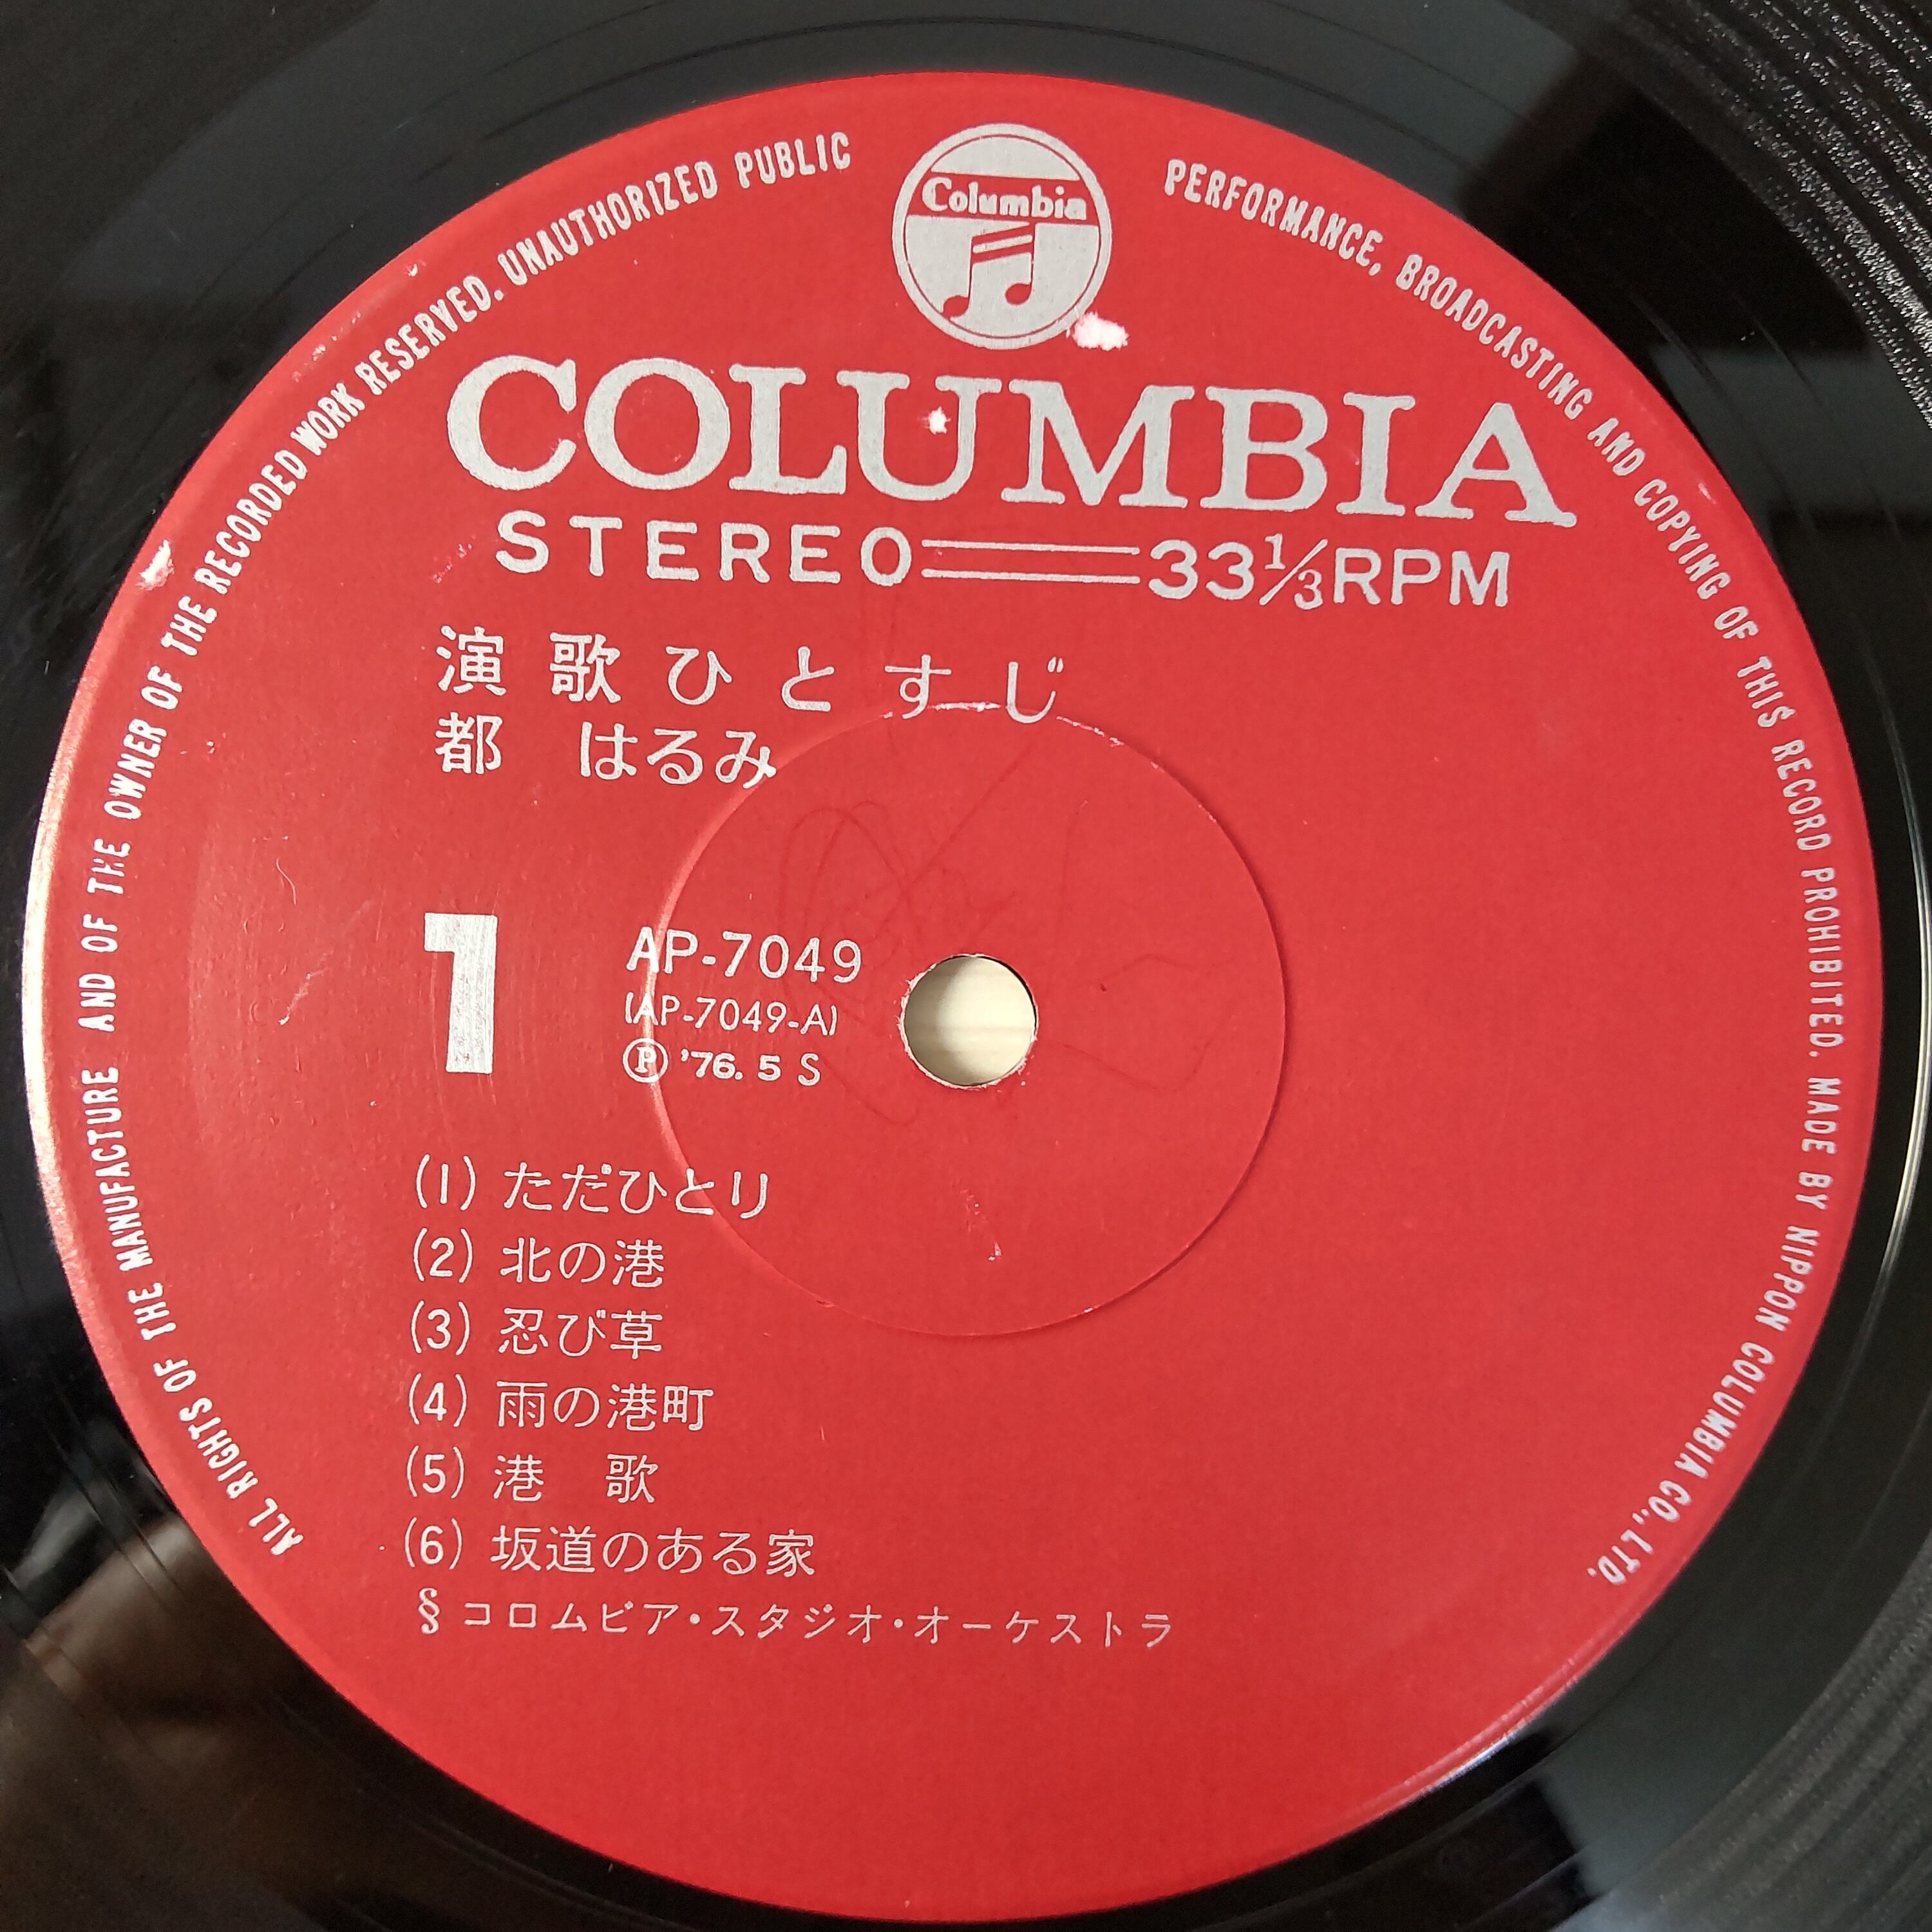 Columbia
ALL RIGHTS OF THE MANUFACTURE AND OF THE OWNER OF THE RECORDED WORK RESERVED. UNAUTHORIZED PUBLIC PERFORMANCE, BROADCASTING AND COPYING OF THIS RECORD PROHIBITED. MADE BY NIPPON COLUMBIA CO., LTD.
COLUMBIA
STEREO 33 1/3 RPM
演歌ひとすじ
都 はるみ
1
AP-7049
(AP-7049-A)
Ⓟ '76. 5 S
(1) ただひとり
(2) 北の港
(3) 忍び草
(4) 雨の港町
(5) 港 歌
(6) 坂道のある家
§ コロムビア・スタジオ・オーケストラ